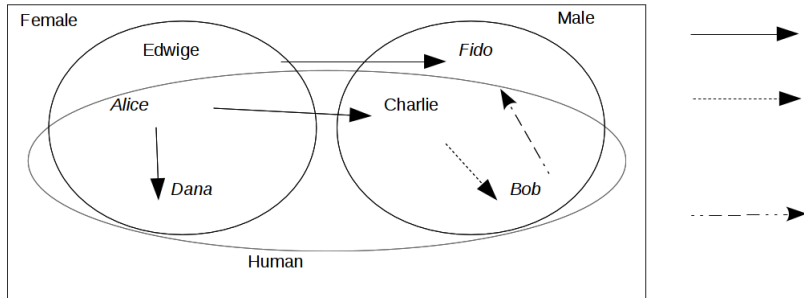 Female
Male
Edwige
Fido
Alice
Charlie
Dana
Bob
Human